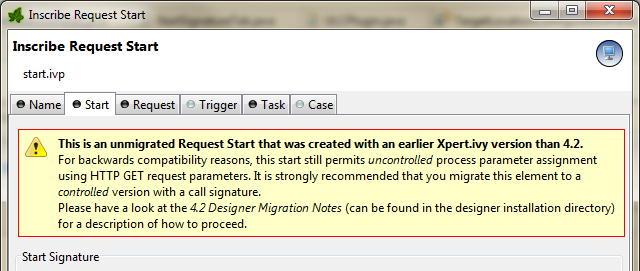 Inscribe Request Start
Inscribe Request Start
start.ivp
Name Start Request Trigger Task Case
This is an unmigrated Request Start that was created with an earlier Xpert.ivy version than 4.2.
For backwards compatibility reasons, this start still permits uncontrolled process parameter assignment
using HTTP GET request parameters. It is strongly recommended that you migrate this element to a
controlled version with a call signature.
Please have a look at the 4.2 Designer Migration Notes (can be found in the designer installation directory)
for a description of how to proceed.
Start Signature